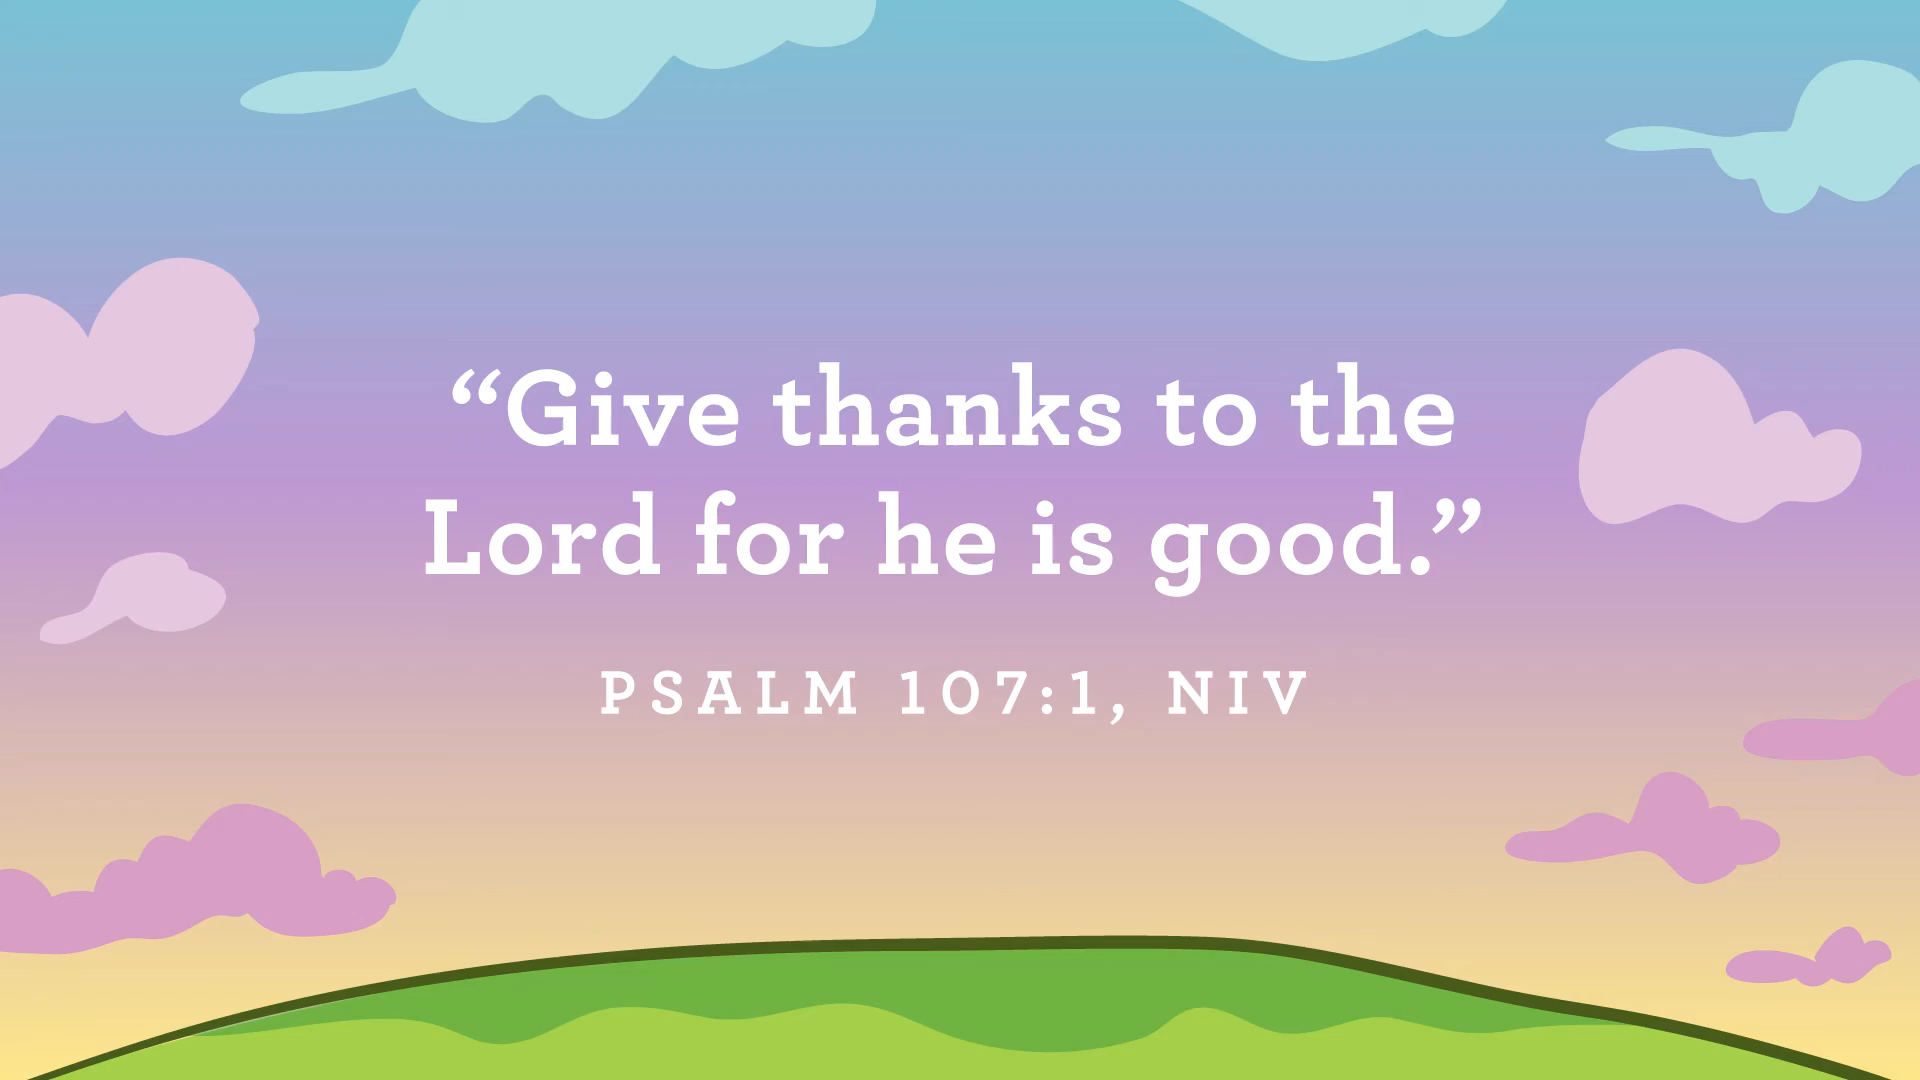 “Give thanks to the
Lord for he is good.”
PSALM 107:1, NIV